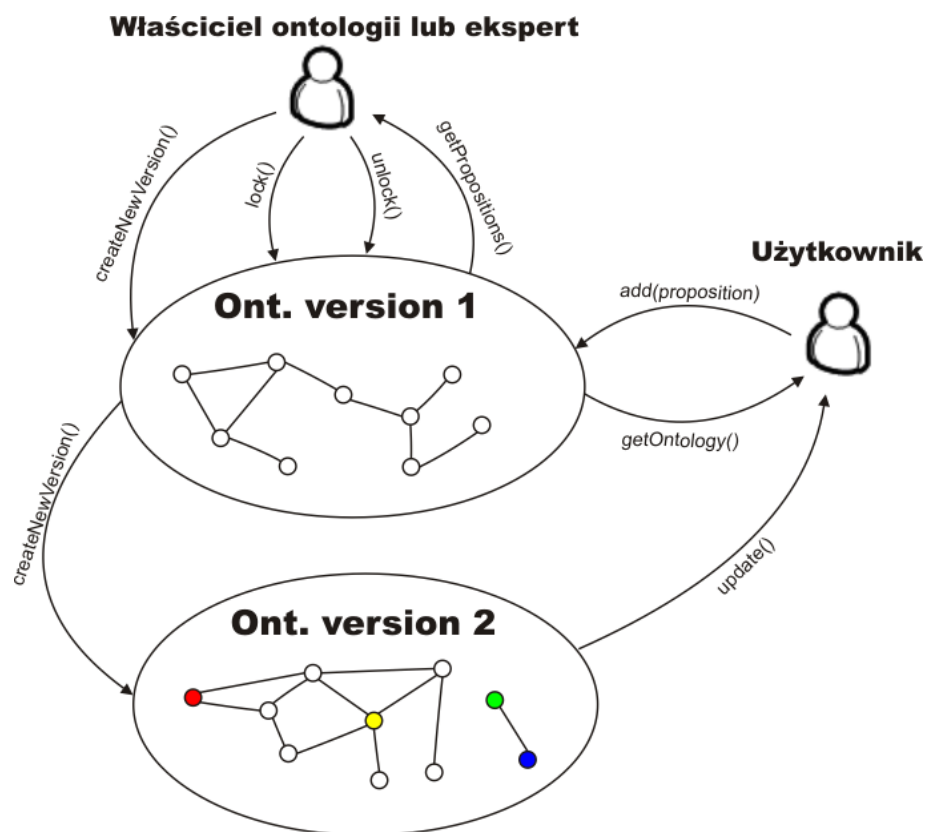 Właściciel ontologii lub ekspert
createNewVersion()
lock()
unlock()
getPropositions()
Użytkownik
add(proposition)
Ont. version 1
getOntology()
createNewVersion()
update()
Ont. version 2